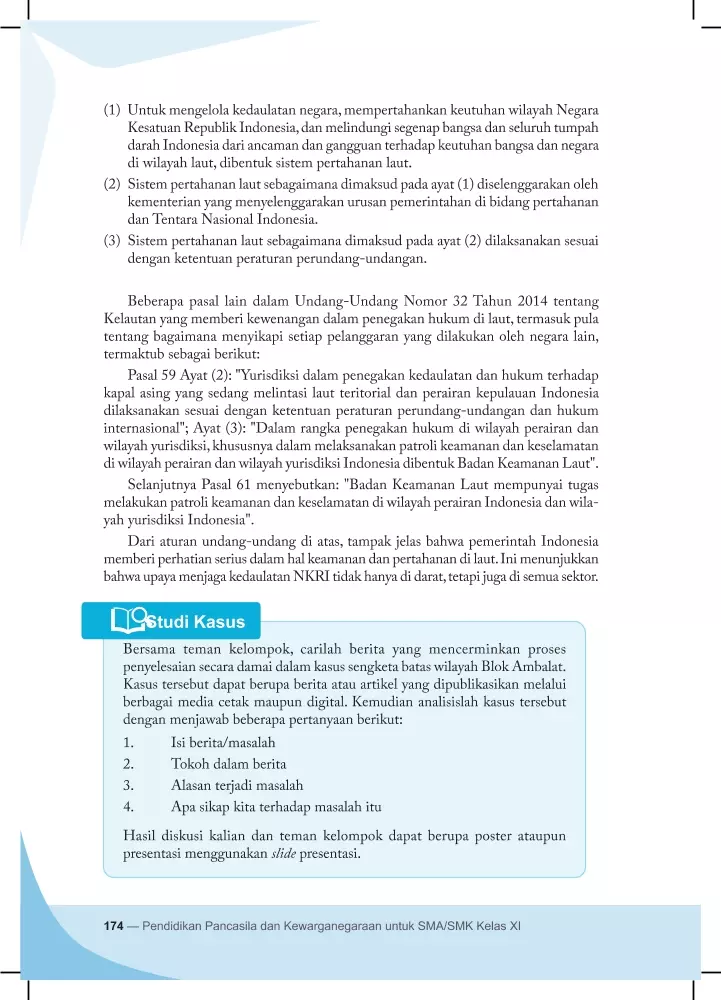 (1) Untuk mengelola kedaulatan negara, mempertahankan keutuhan wilayah Negara
Kesatuan Republik Indonesia, dan melindungi segenap bangsa dan seluruh tumpah
darah Indonesia dari ancaman dan gangguan terhadap keutuhan bangsa dan negara
di wilayah laut, dibentuk sistem pertahanan laut.
(2) Sistem pertahanan laut sebagaimana dimaksud pada ayat (1) diselenggarakan oleh
kementerian yang menyelenggarakan urusan pemerintahan di bidang pertahanan
dan Tentara Nasional Indonesia.
(3) Sistem pertahanan laut sebagaimana dimaksud pada ayat (2) dilaksanakan sesuai
dengan ketentuan peraturan perundang-undangan.
Beberapa pasal lain dalam Undang-Undang Nomor 32 Tahun 2014 tentang
Kelautan yang memberi kewenangan dalam penegakan hukum di laut, termasuk pula
tentang bagaimana menyikapi setiap pelanggaran yang dilakukan oleh negara lain,
termaktub sebagai berikut:
Pasal 59 Ayat (2): "Yurisdiksi dalam penegakan kedaulatan dan hukum terhadap
kapal asing yang sedang melintasi laut teritorial dan perairan kepulauan Indonesia
dilaksanakan sesuai dengan ketentuan peraturan perundang-undangan dan hukum
internasional"; Ayat (3): "Dalam rangka penegakan hukum di wilayah perairan dan
wilayah yurisdiksi, khususnya dalam melaksanakan patroli keamanan dan keselamatan
di wilayah perairan dan wilayah yurisdiksi Indonesia dibentuk Badan Keamanan Laut".
Selanjutnya Pasal 61 menyebutkan: "Badan Keamanan Laut mempunyai tugas
melakukan patroli keamanan dan keselamatan di wilayah perairan Indonesia dan wila-
yah yurisdiksi Indonesia".
Dari aturan undang-undang di atas, tampak jelas bahwa pemerintah Indonesia
memberi perhatian serius dalam hal keamanan dan pertahanan di laut. Ini menunjukkan
bahwa upaya menjaga kedaulatan NKRI tidak hanya di darat, tetapi juga di semua sektor.
Studi Kasus
Bersama teman kelompok, carilah berita yang mencerminkan proses
penyelesaian secara damai dalam kasus sengketa batas wilayah Blok Ambalat.
Kasus tersebut dapat berupa berita atau artikel yang dipublikasikan melalui
berbagai media cetak maupun digital. Kemudian analisislah kasus tersebut
dengan menjawab beberapa pertanyaan berikut:
1. Isi berita/masalah
2. Tokoh dalam berita
3. Alasan terjadi masalah
4. Apa sikap kita terhadap masalah itu
Hasil diskusi kalian dan teman kelompok dapat berupa poster ataupun
presentasi menggunakan slide presentasi.
174 — Pendidikan Pancasila dan Kewarganegaraan untuk SMA/SMK Kelas XI